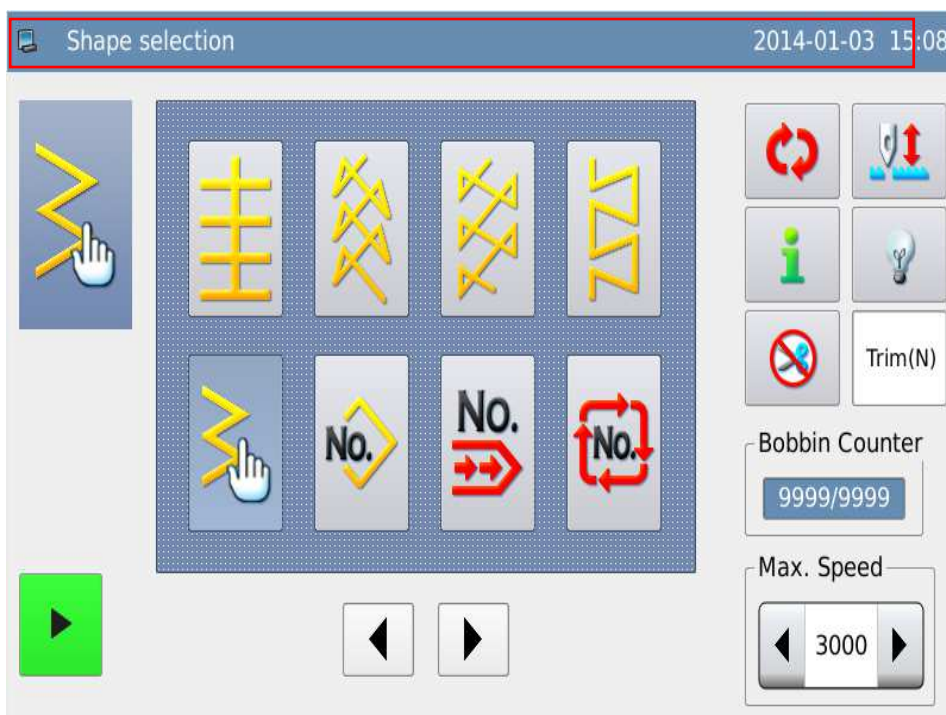 Shape selection 2014-01-03 15:08
Trim(N)
No. No. No.
Bobbin Counter
9999/9999
Max. Speed
3000